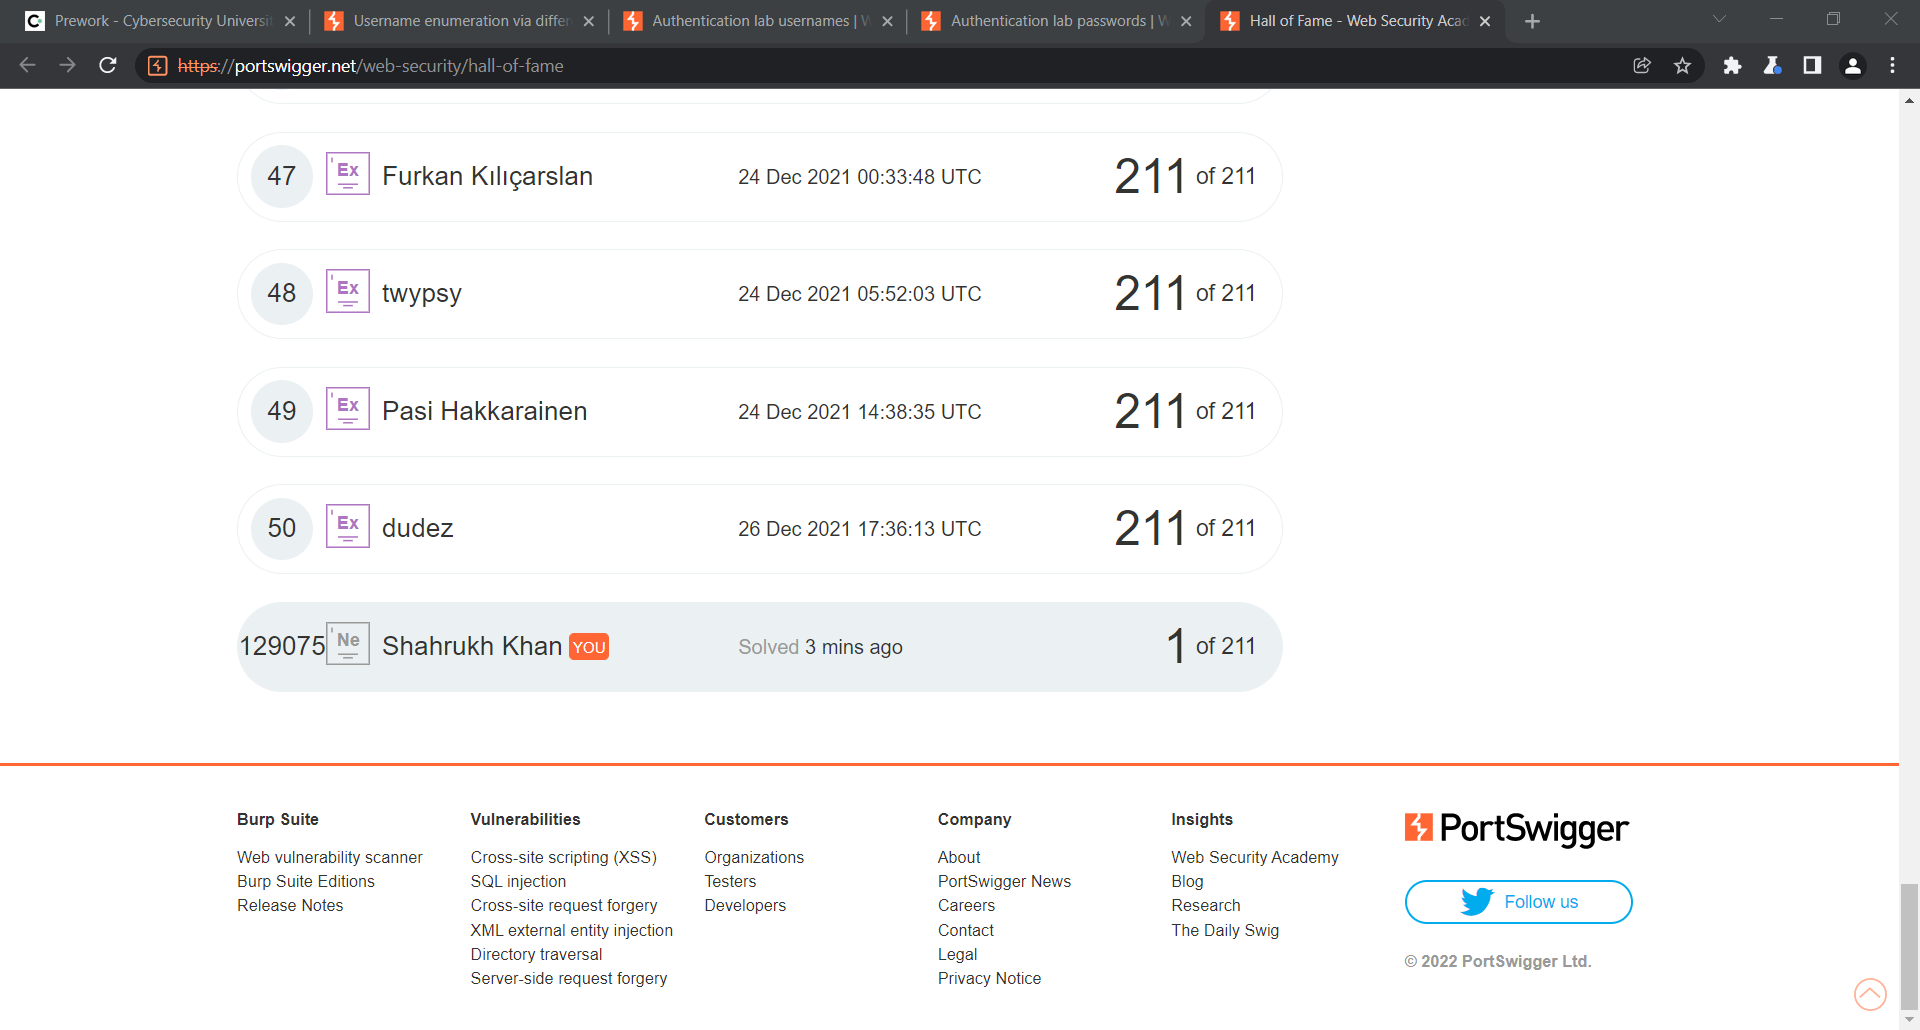 Prework - Cybersecurity Universit
Username enumeration via differ
Authentication lab usernames | W
Authentication lab passwords | W
Hall of Fame - Web Security Acad
https://portswigger.net/web-security/hall-of-fame
47 Ex Furkan Kılıçarslan 24 Dec 2021 00:33:48 UTC 211 of 211
48 Ex twypsy 24 Dec 2021 05:52:03 UTC 211 of 211
49 Ex Pasi Hakkarainen 24 Dec 2021 14:38:35 UTC 211 of 211
50 Ex dudez 26 Dec 2021 17:36:13 UTC 211 of 211
129075 Ne Shahrukh Khan YOU Solved 3 mins ago 1 of 211
Burp Suite
Web vulnerability scanner
Burp Suite Editions
Release Notes
Vulnerabilities
Cross-site scripting (XSS)
SQL injection
Cross-site request forgery
XML external entity injection
Directory traversal
Server-side request forgery
Customers
Organizations
Testers
Developers
Company
About
PortSwigger News
Careers
Contact
Legal
Privacy Notice
Insights
Web Security Academy
Blog
Research
The Daily Swig
PortSwigger
Follow us
© 2022 PortSwigger Ltd.